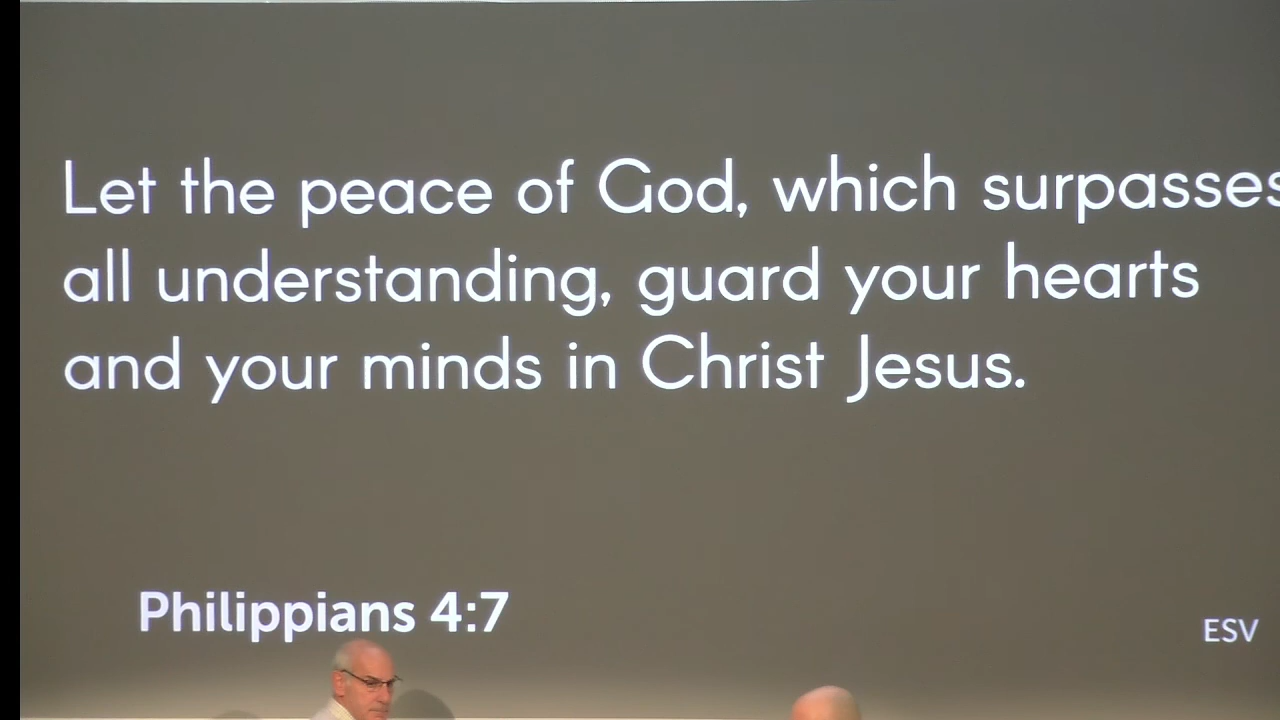 Let the peace of God, which surpasses
all understanding, guard your hearts
and your minds in Christ Jesus.
Philippians 4:7
ESV